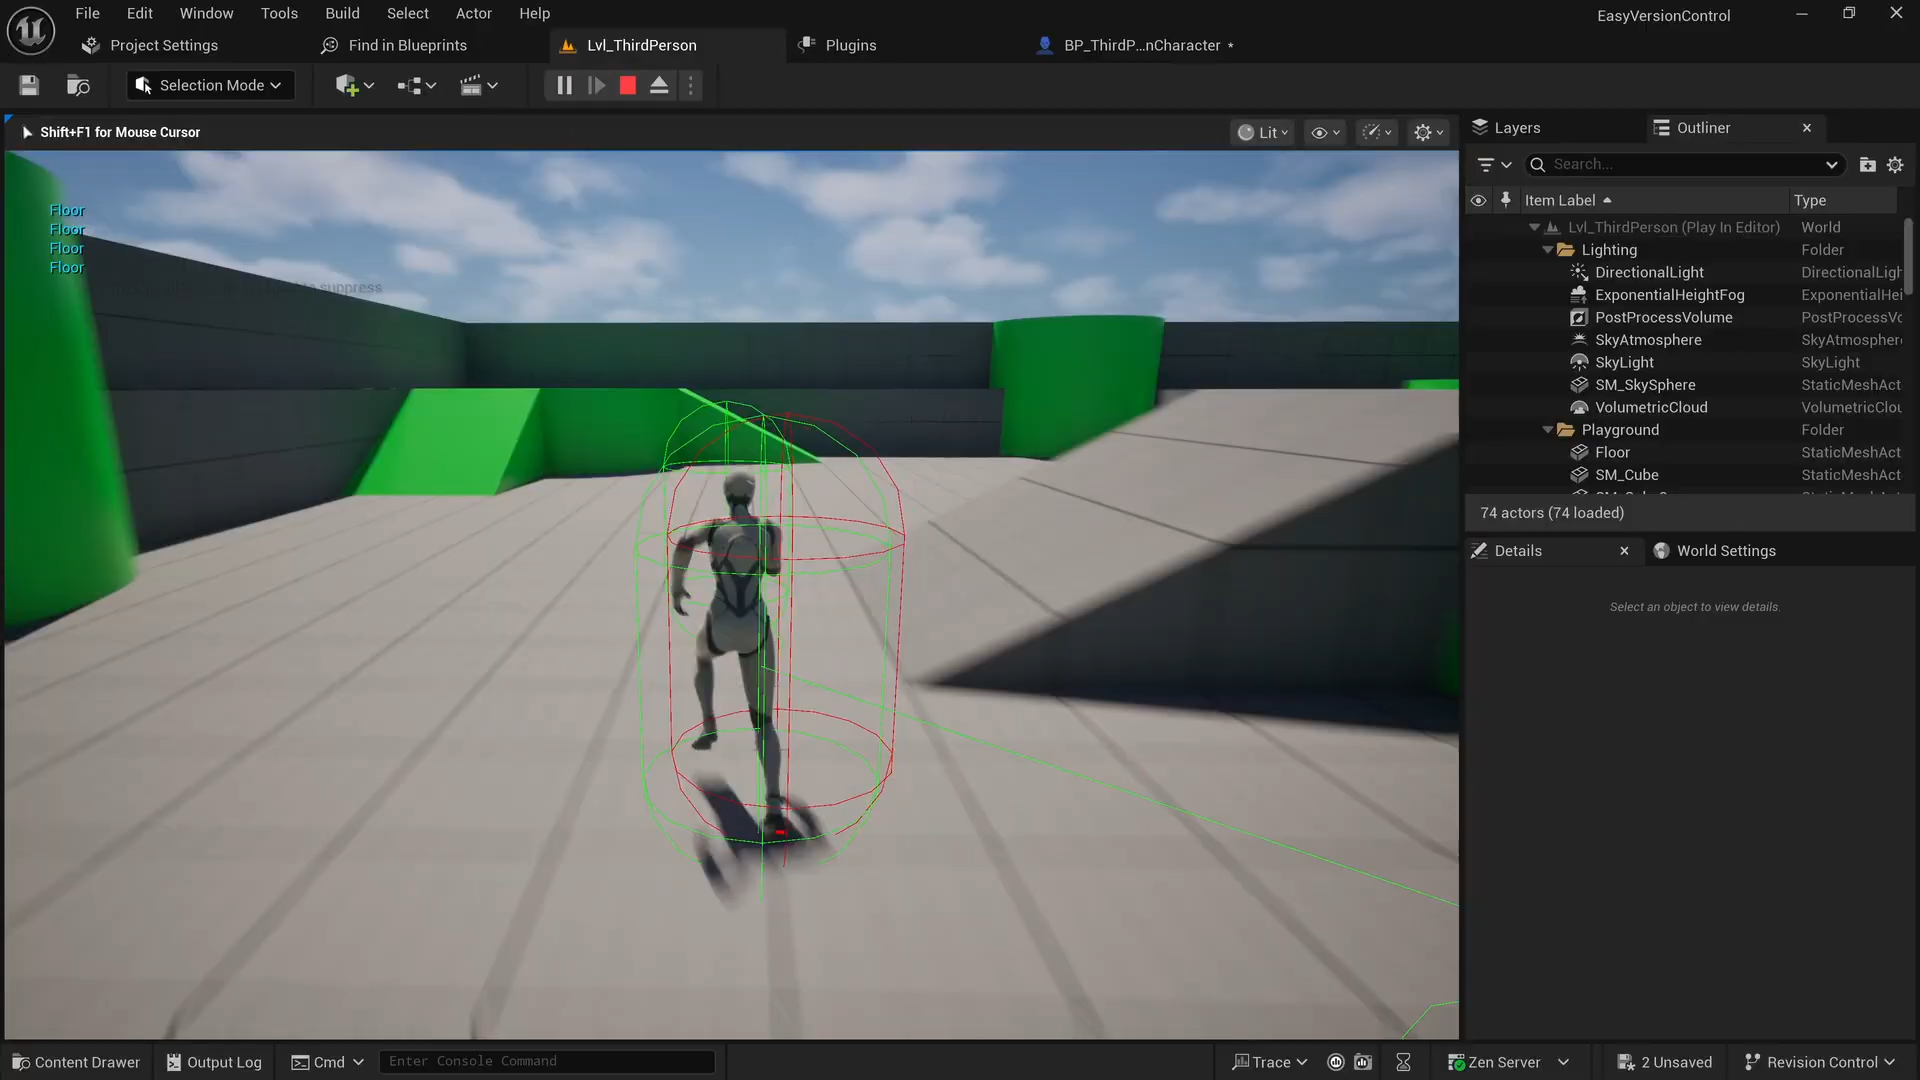 File Edit Window Tools Build Select Actor Help
EasyVersionControl
Project Settings
Find in Blueprints
Lvl_ThirdPerson
Plugins
BP_ThirdP...nCharacter *
Selection Mode
Shift+F1 for Mouse Cursor
Lit
Layers
Outliner
Search...
Item Label
Type
Floor
Floor
Floor
Floor
suppress
Lvl_ThirdPerson (Play In Editor) World
Lighting Folder
DirectionalLight DirectionalLigh
ExponentialHeightFog ExponentialHei
PostProcessVolume PostProcessVo
SkyAtmosphere SkyAtmosphere
SkyLight SkyLight
SM_SkySphere StaticMeshAct
VolumetricCloud VolumetricClou
Playground Folder
Floor StaticMeshAct
SM_Cube StaticMeshAct
74 actors (74 loaded)
Details
World Settings
Select an object to view details.
Content Drawer
Output Log
Cmd
Enter Console Command
Trace
Zen Server
2 Unsaved
Revision Control